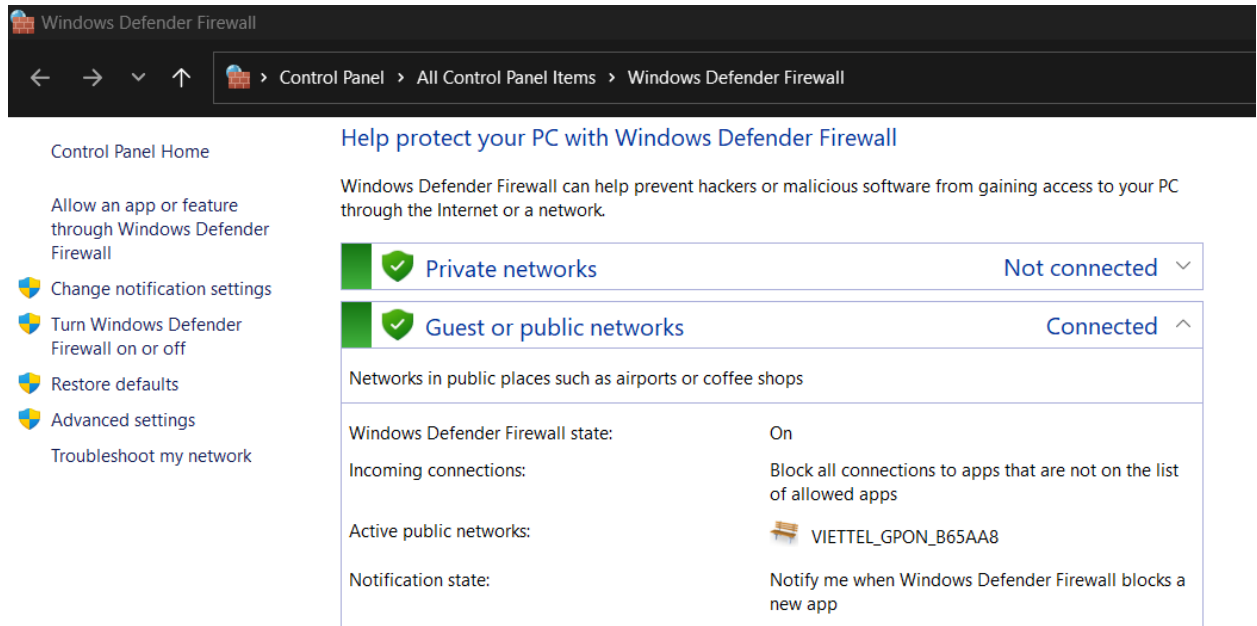 Windows Defender Firewall
Control Panel > All Control Panel Items > Windows Defender Firewall
Control Panel Home
Allow an app or feature
through Windows Defender
Firewall
Change notification settings
Turn Windows Defender
Firewall on or off
Restore defaults
Advanced settings
Troubleshoot my network
Help protect your PC with Windows Defender Firewall
Windows Defender Firewall can help prevent hackers or malicious software from gaining access to your PC
through the Internet or a network.
Private networks Not connected
Guest or public networks Connected
Networks in public places such as airports or coffee shops
Windows Defender Firewall state: On
Incoming connections: Block all connections to apps that are not on the list
of allowed apps
Active public networks: VIETTEL_GPON_B65AA8
Notification state: Notify me when Windows Defender Firewall blocks a
new app